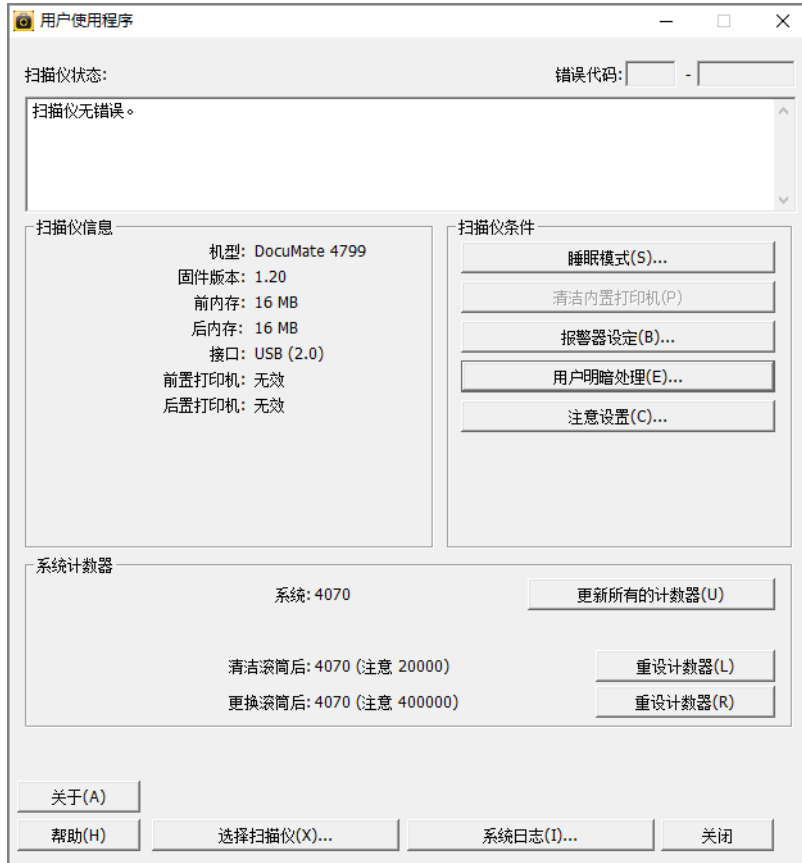 用户使用程序
扫描仪状态:
错误代码: -
扫描仪无错误。
扫描仪信息
机型: DocuMate 4799
固件版本: 1.20
前内存: 16 MB
后内存: 16 MB
接口: USB (2.0)
前置打印机: 无效
后置打印机: 无效
扫描仪条件
睡眠模式(S)...
清洁内置打印机(P)
报警器设定(B)...
用户明暗处理(E)...
注意设置(C)...
系统计数器
系统: 4070
更新所有的计数器(U)
清洁滚筒后: 4070 (注意 20000)
重设计数器(L)
更换滚筒后: 4070 (注意 400000)
重设计数器(R)
关于(A)
帮助(H)
选择扫描仪(X)...
系统日志(I)...
关闭